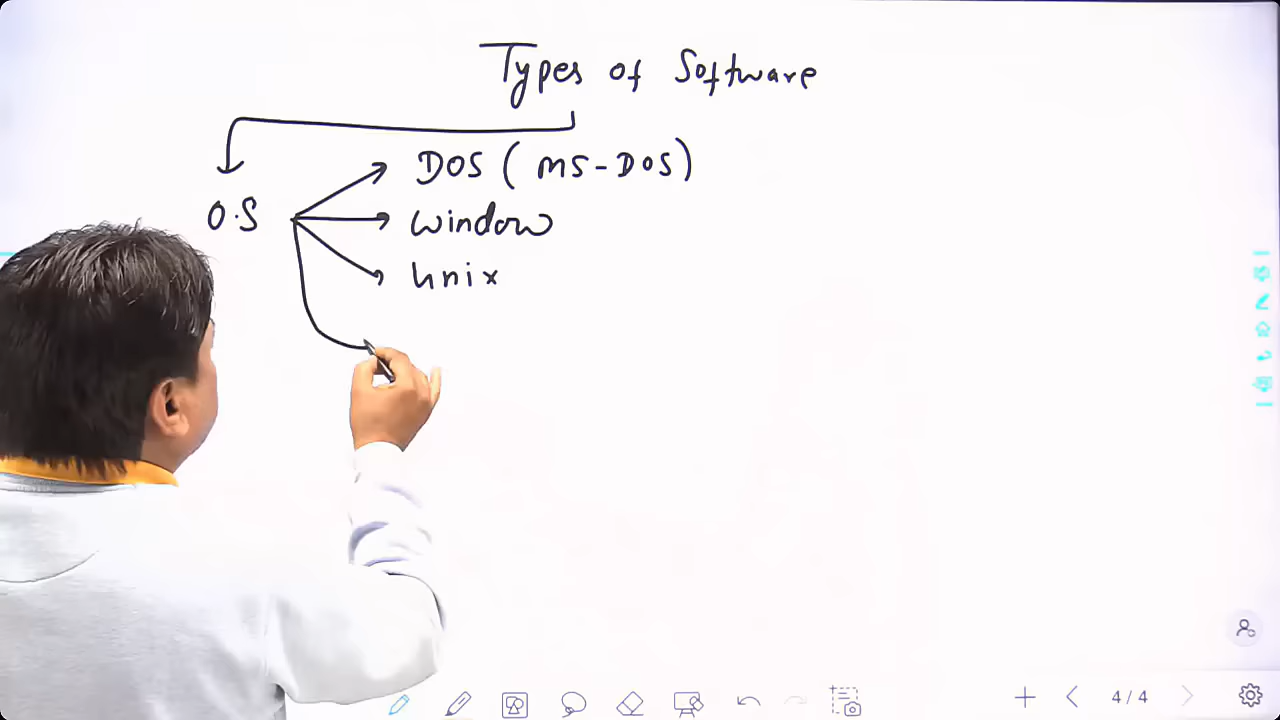 Types of Software
O.S
DOS (MS-DOS)
window
Unix
4 / 4